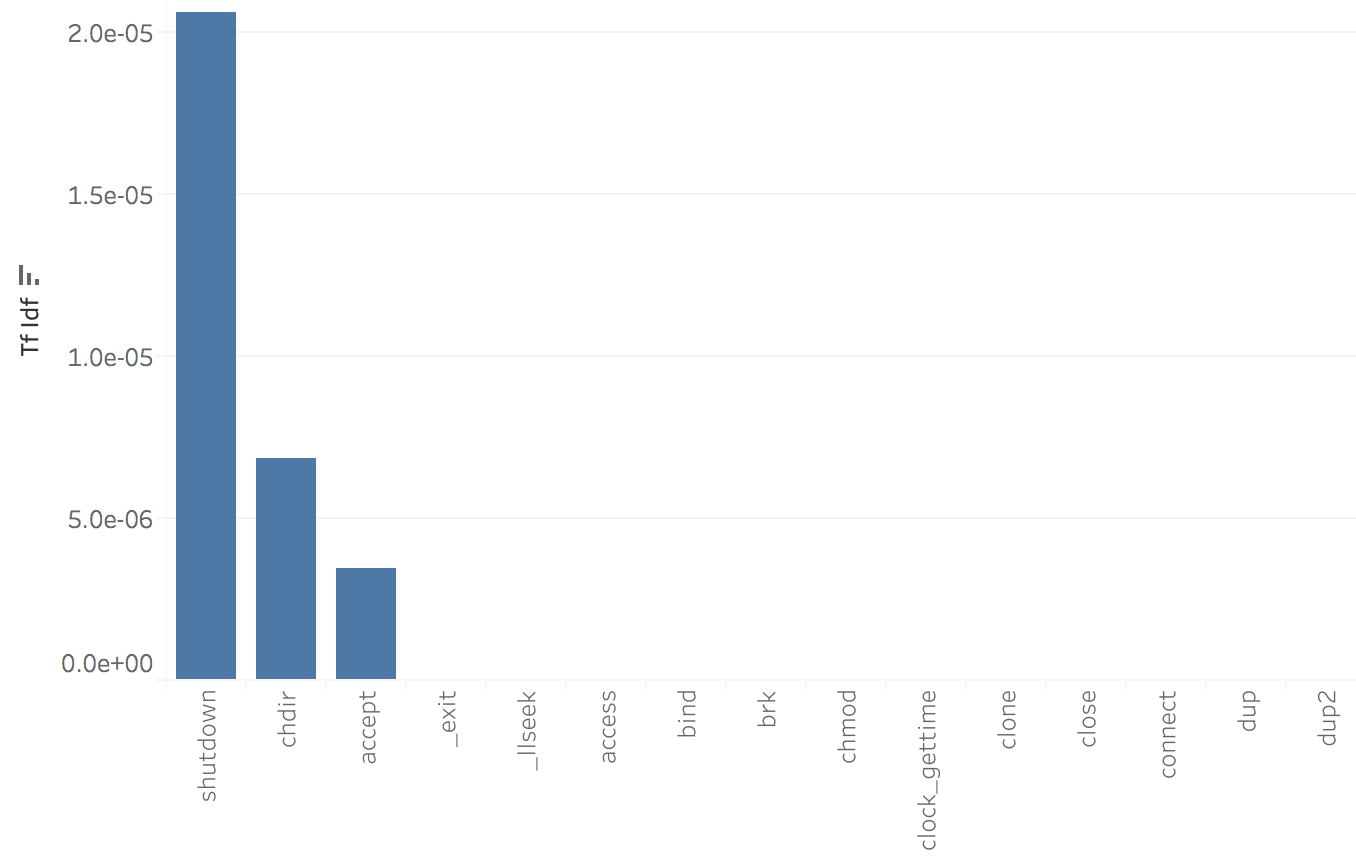 2.0e-05
1.5e-05
1.0e-05
5.0e-06
0.0e+00
Tf Idf
shutdown
chdir
accept
_exit
_llseek
access
bind
brk
chmod
clock_gettime
clone
close
connect
dup
dup2